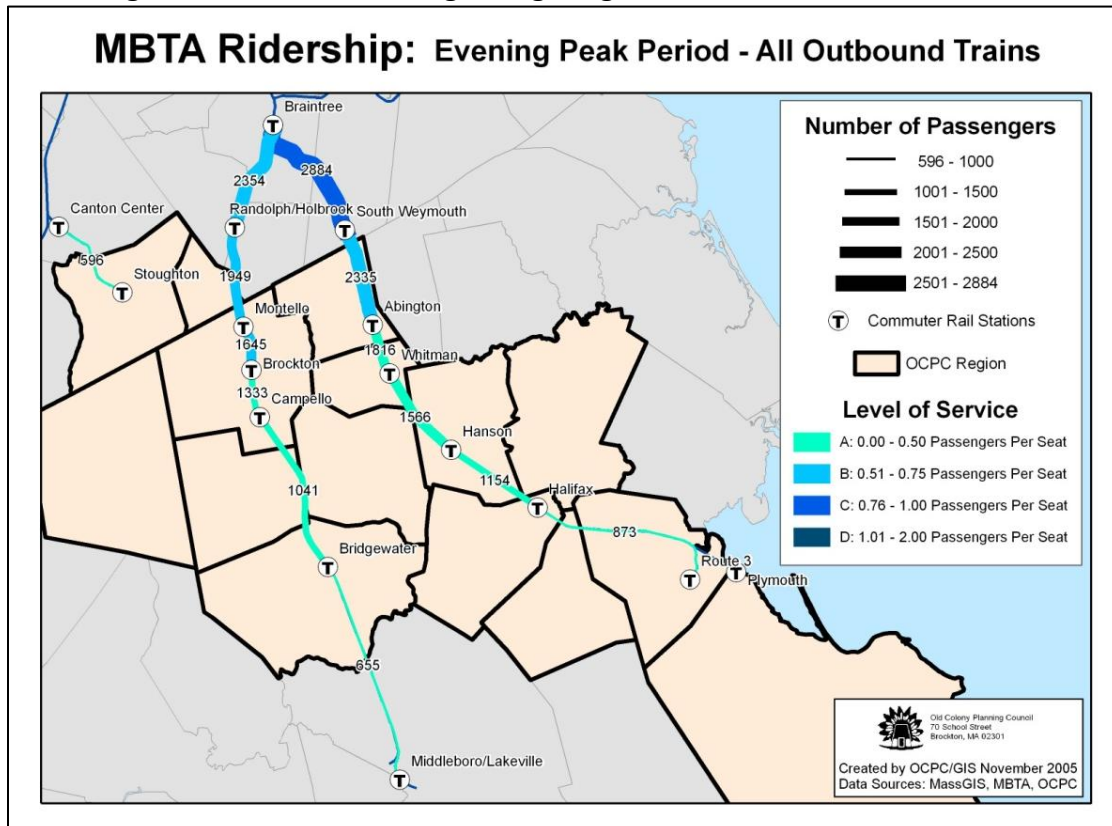 MBTA Ridership: Evening Peak Period - All Outbound Trains
Braintree
2354
2884
Canton Center
Randolph/Holbrook
South Weymouth
596
Stoughton
1949
2335
Montello
Abington
1645
1816
Whitman
Brockton
1333
Campello
1566
Hanson
1041
1154
Halifax
873
Bridgewater
Route 3
Plymouth
655
Middleboro/Lakeville
Number of Passengers
596 - 1000
1001 - 1500
1501 - 2000
2001 - 2500
2501 - 2884
T Commuter Rail Stations
OCPC Region
Level of Service
A: 0.00 - 0.50 Passengers Per Seat
B: 0.51 - 0.75 Passengers Per Seat
C: 0.76 - 1.00 Passengers Per Seat
D: 1.01 - 2.00 Passengers Per Seat
Old Colony Planning Council
70 School Street
Brockton, MA 02301
Created by OCPC/GIS November 2005
Data Sources: MassGIS, MBTA, OCPC